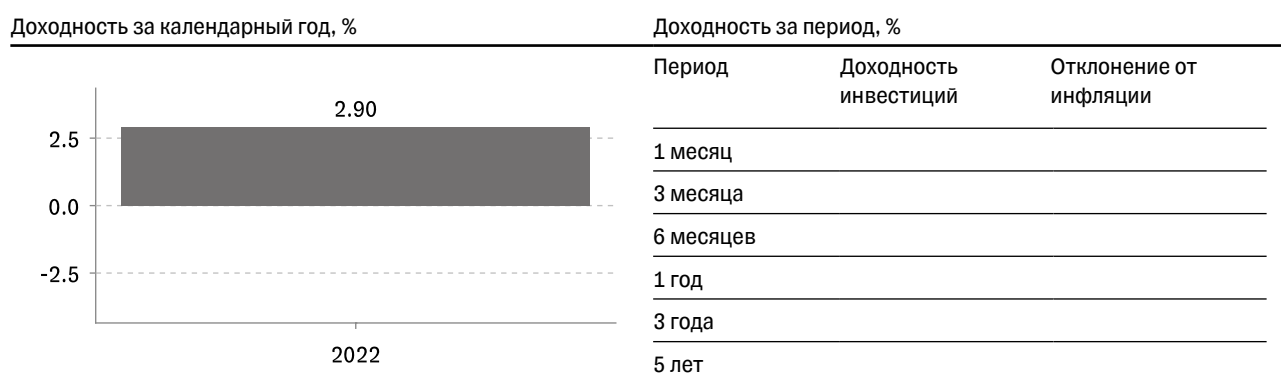 Доходность за календарный год, %
2.90
2.5
0.0
-2.5
2022
Доходность за период, %
Период Доходность инвестиций Отклонение от инфляции
1 месяц
3 месяца
6 месяцев
1 год
3 года
5 лет